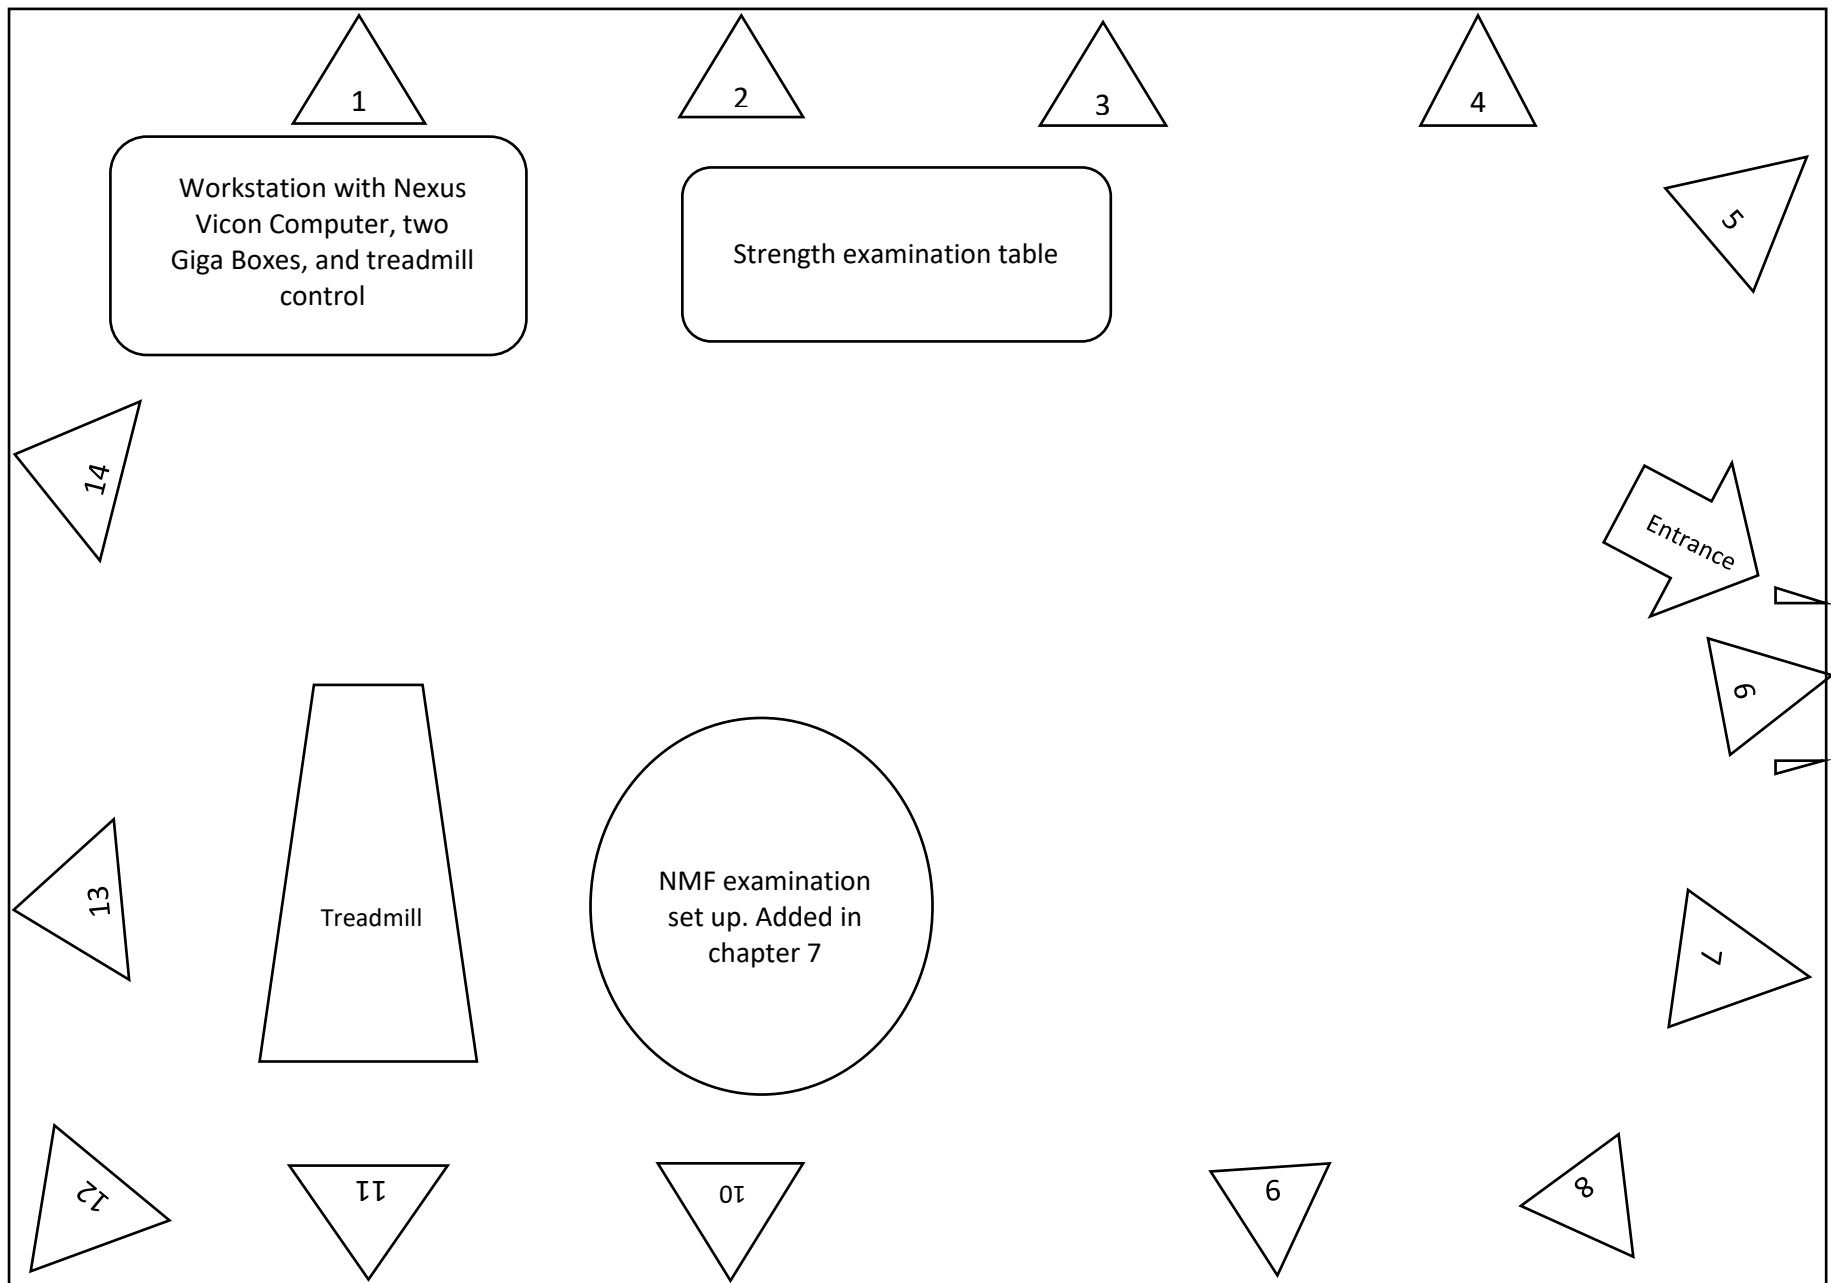 1
2
3
4
Workstation with Nexus
Vicon Computer, two
Giga Boxes, and treadmill
control
Strength examination table
5
14
Entrance
6
13
Treadmill
NMF examination
set up. Added in
chapter 7
7
12
11
10
9
8